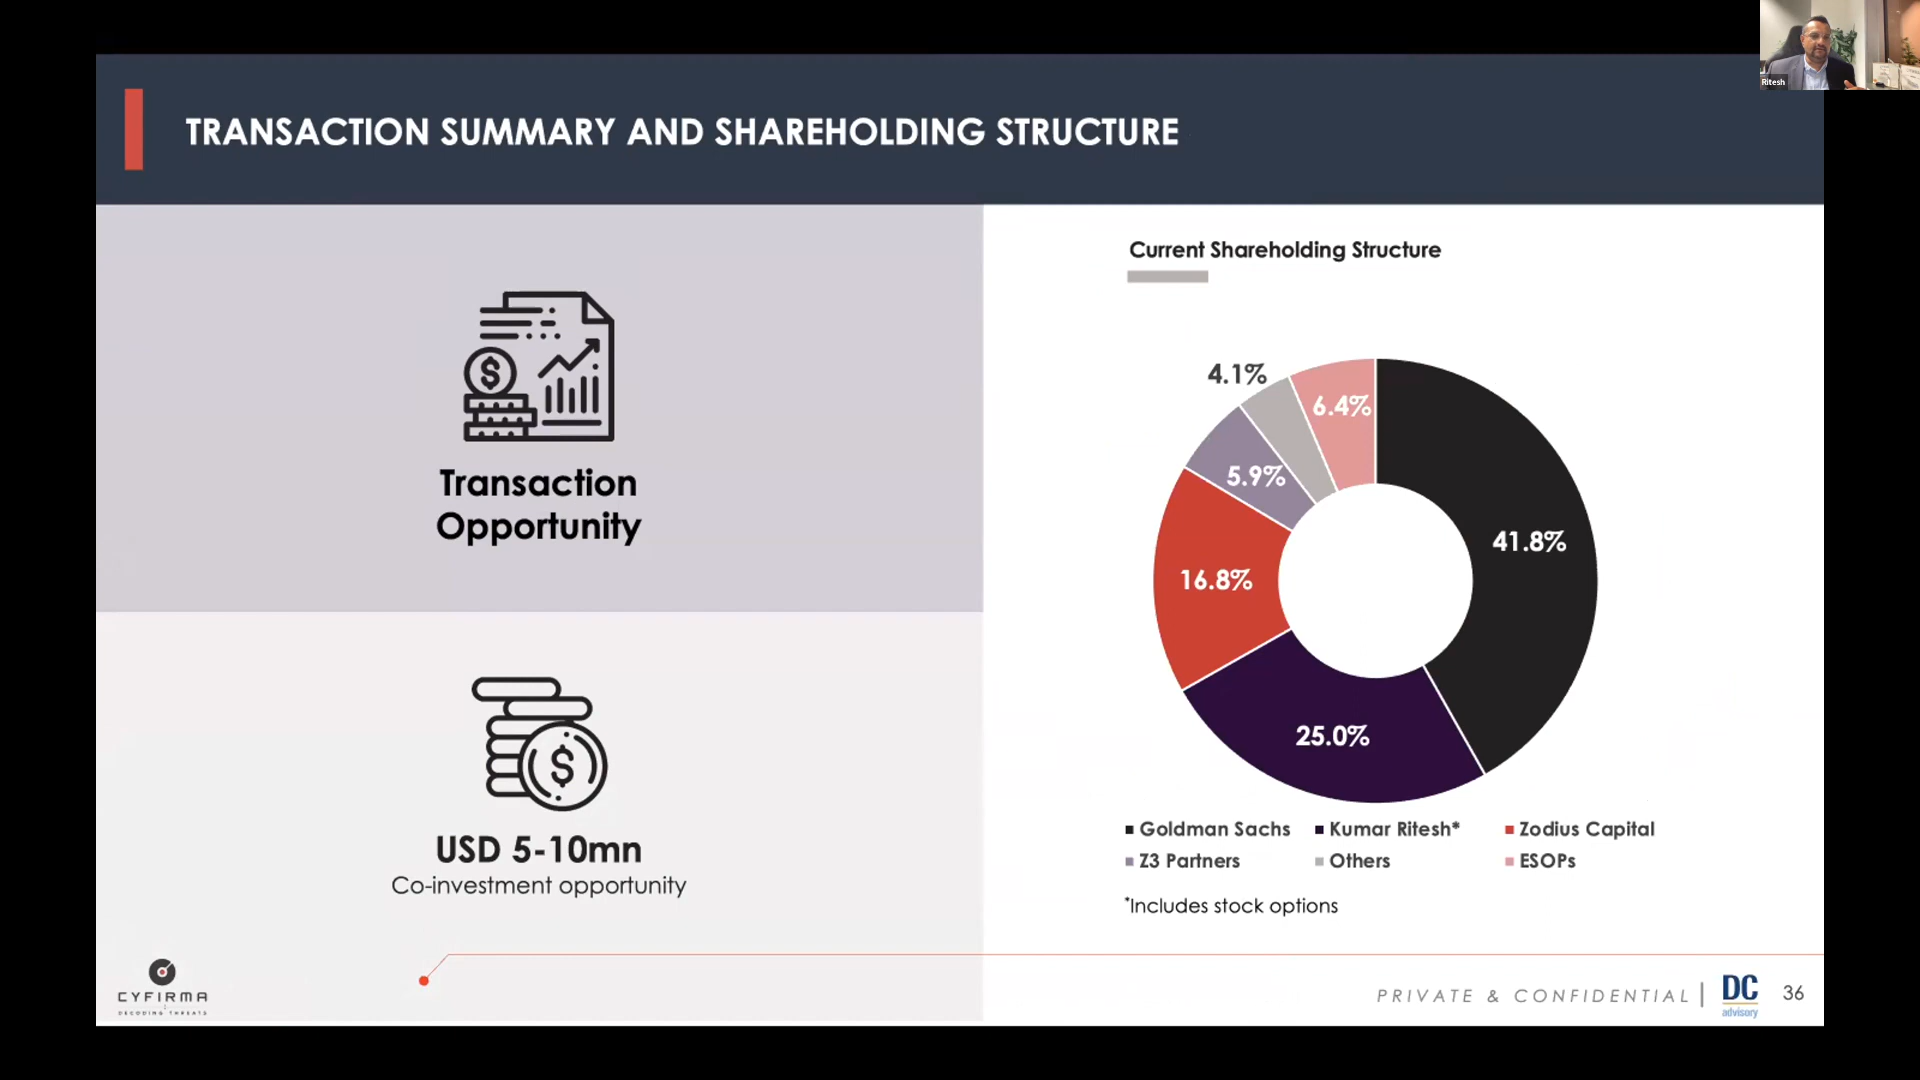 Ritesh
TRANSACTION SUMMARY AND SHAREHOLDING STRUCTURE
Transaction
Opportunity
USD 5-10mn
Co-investment opportunity
Current Shareholding Structure
4.1%
6.4%
5.9%
41.8%
16.8%
25.0%
Goldman Sachs Kumar Ritesh* Zodius Capital
Z3 Partners Others ESOPs
*Includes stock options
CYFIRMA
DECODING THREATS
PRIVATE & CONFIDENTIAL
DC
advisory
36